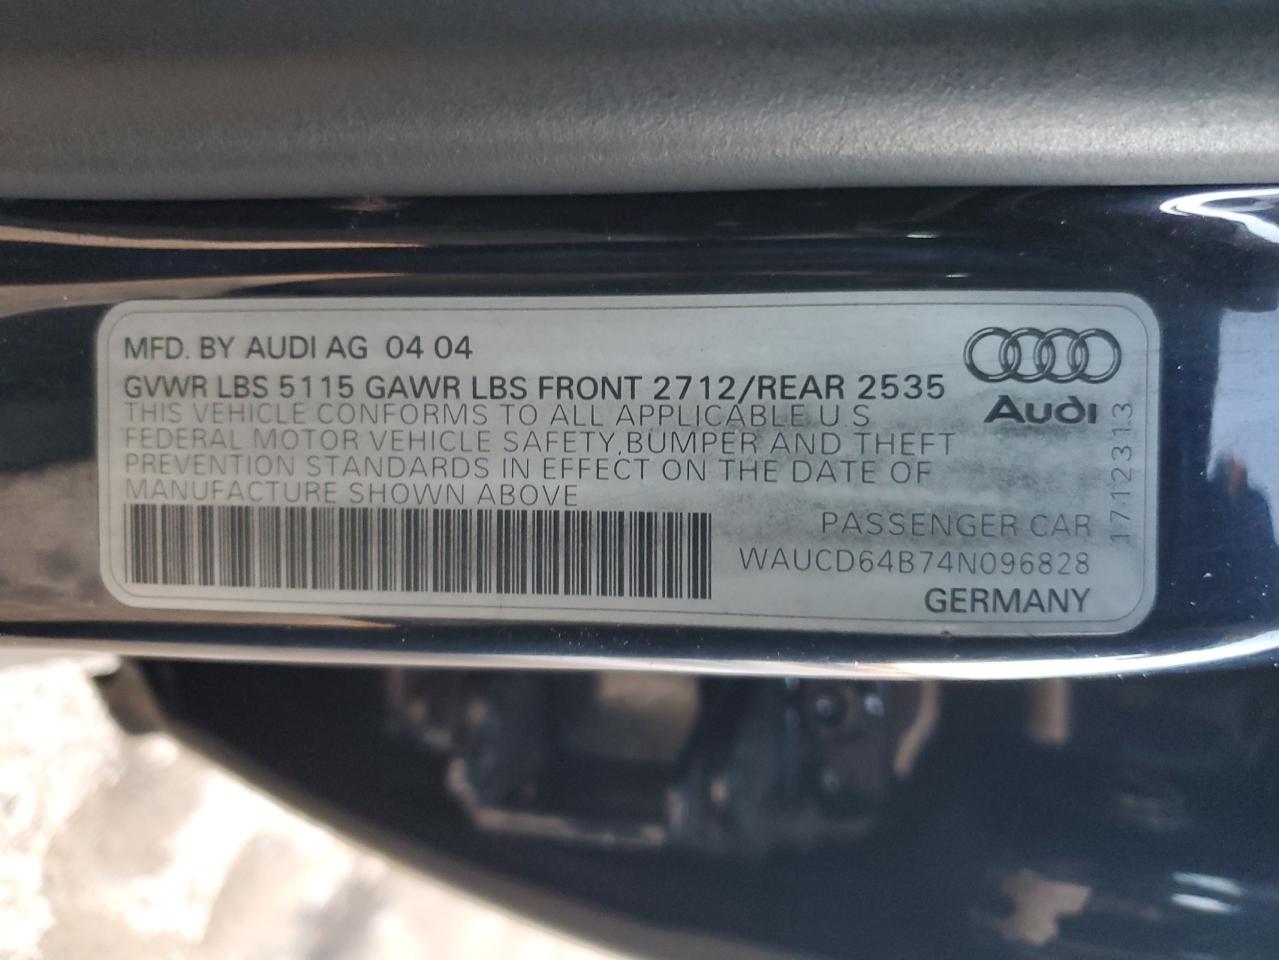 MFD. BY AUDI AG 04 04
GVWR LBS 5115 GAWR LBS FRONT 2712/REAR 2535
THIS VEHICLE CONFORMS TO ALL APPLICABLE U.S
FEDERAL MOTOR VEHICLE SAFETY,BUMPER AND THEFT
PREVENTION STANDARDS IN EFFECT ON THE DATE OF
MANUFACTURE SHOWN ABOVE
Audi
1712313
PASSENGER CAR
WAUCD64B74N096828
GERMANY